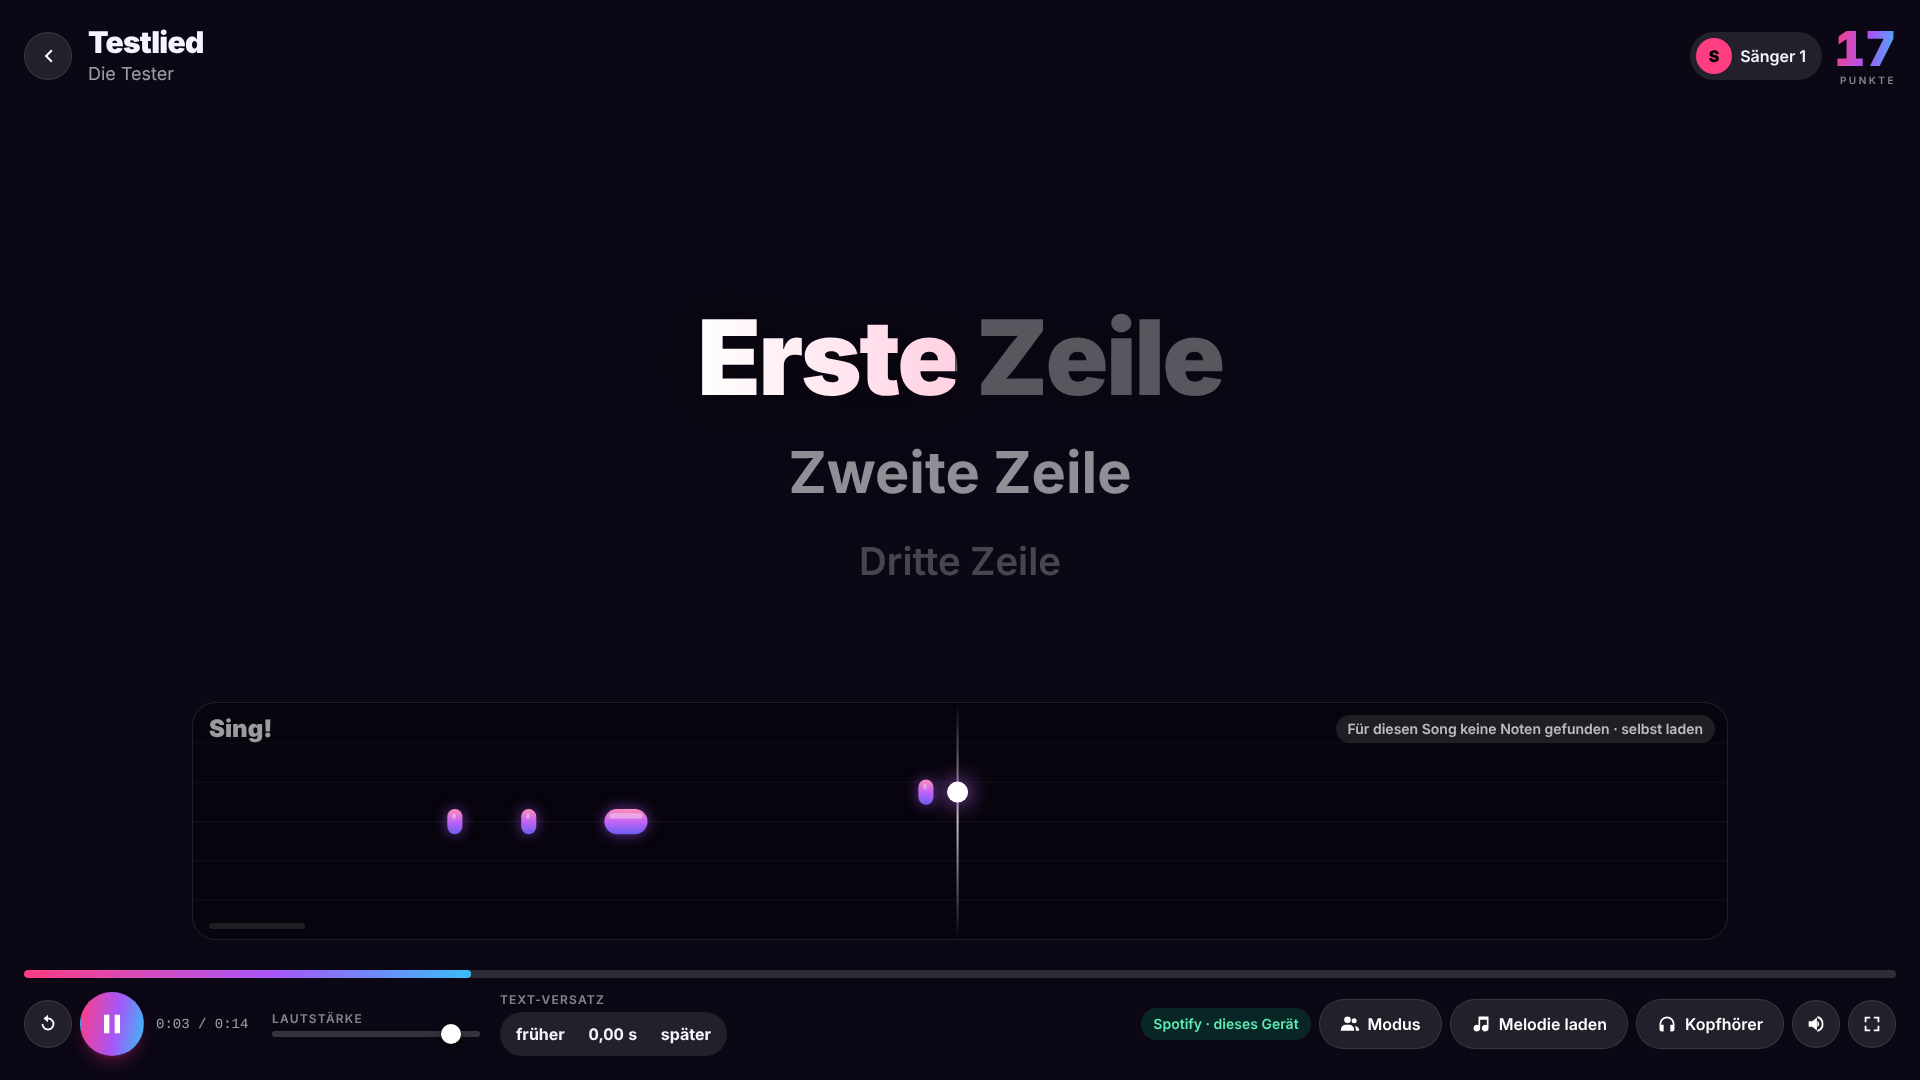 Testlied
Die Tester
S
Sänger 1
17
PUNKTE
Erste Zeile
Zweite Zeile
Dritte Zeile
Sing!
Für diesen Song keine Noten gefunden · selbst laden
0:03 / 0:14
LAUTSTÄRKE
TEXT-VERSATZ
früher 0,00 s später
Spotify · dieses Gerät
Modus
Melodie laden
Kopfhörer